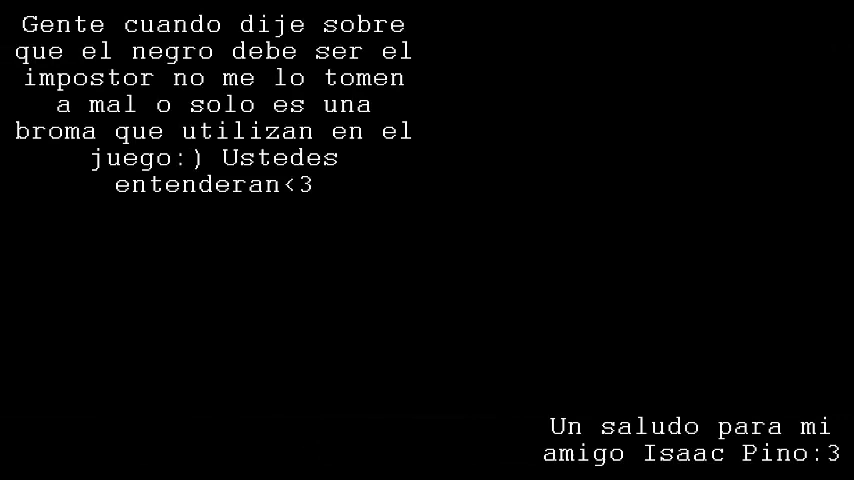 Gente cuando dije sobre
que el negro debe ser el
impostor no me lo tomen
a mal o solo es una
broma que utilizan en el
juego:) Ustedes
entenderan<3
Un saludo para mi
amigo Isaac Pino:3